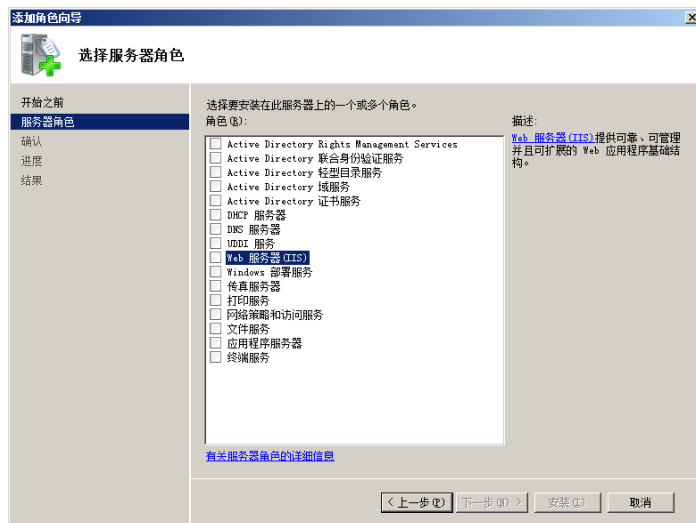 添加角色向导
选择服务器角色
开始之前
服务器角色
确认
进度
结果
选择要安装在此服务器上的一个或多个角色。
角色(R):
Active Directory Rights Management Services
Active Directory 联合身份验证服务
Active Directory 轻型目录服务
Active Directory 域服务
Active Directory 证书服务
DHCP 服务器
DNS 服务器
UDDI 服务
Web 服务器(IIS)
Windows 部署服务
传真服务器
打印服务
网络策略和访问服务
文件服务
应用程序服务器
终端服务
有关服务器角色的详细信息
描述:
Web 服务器(IIS)提供可靠、可管理
并且可扩展的 Web 应用程序基础结
构。
< 上一步(P)
下一步(N) >
安装(I)
取消